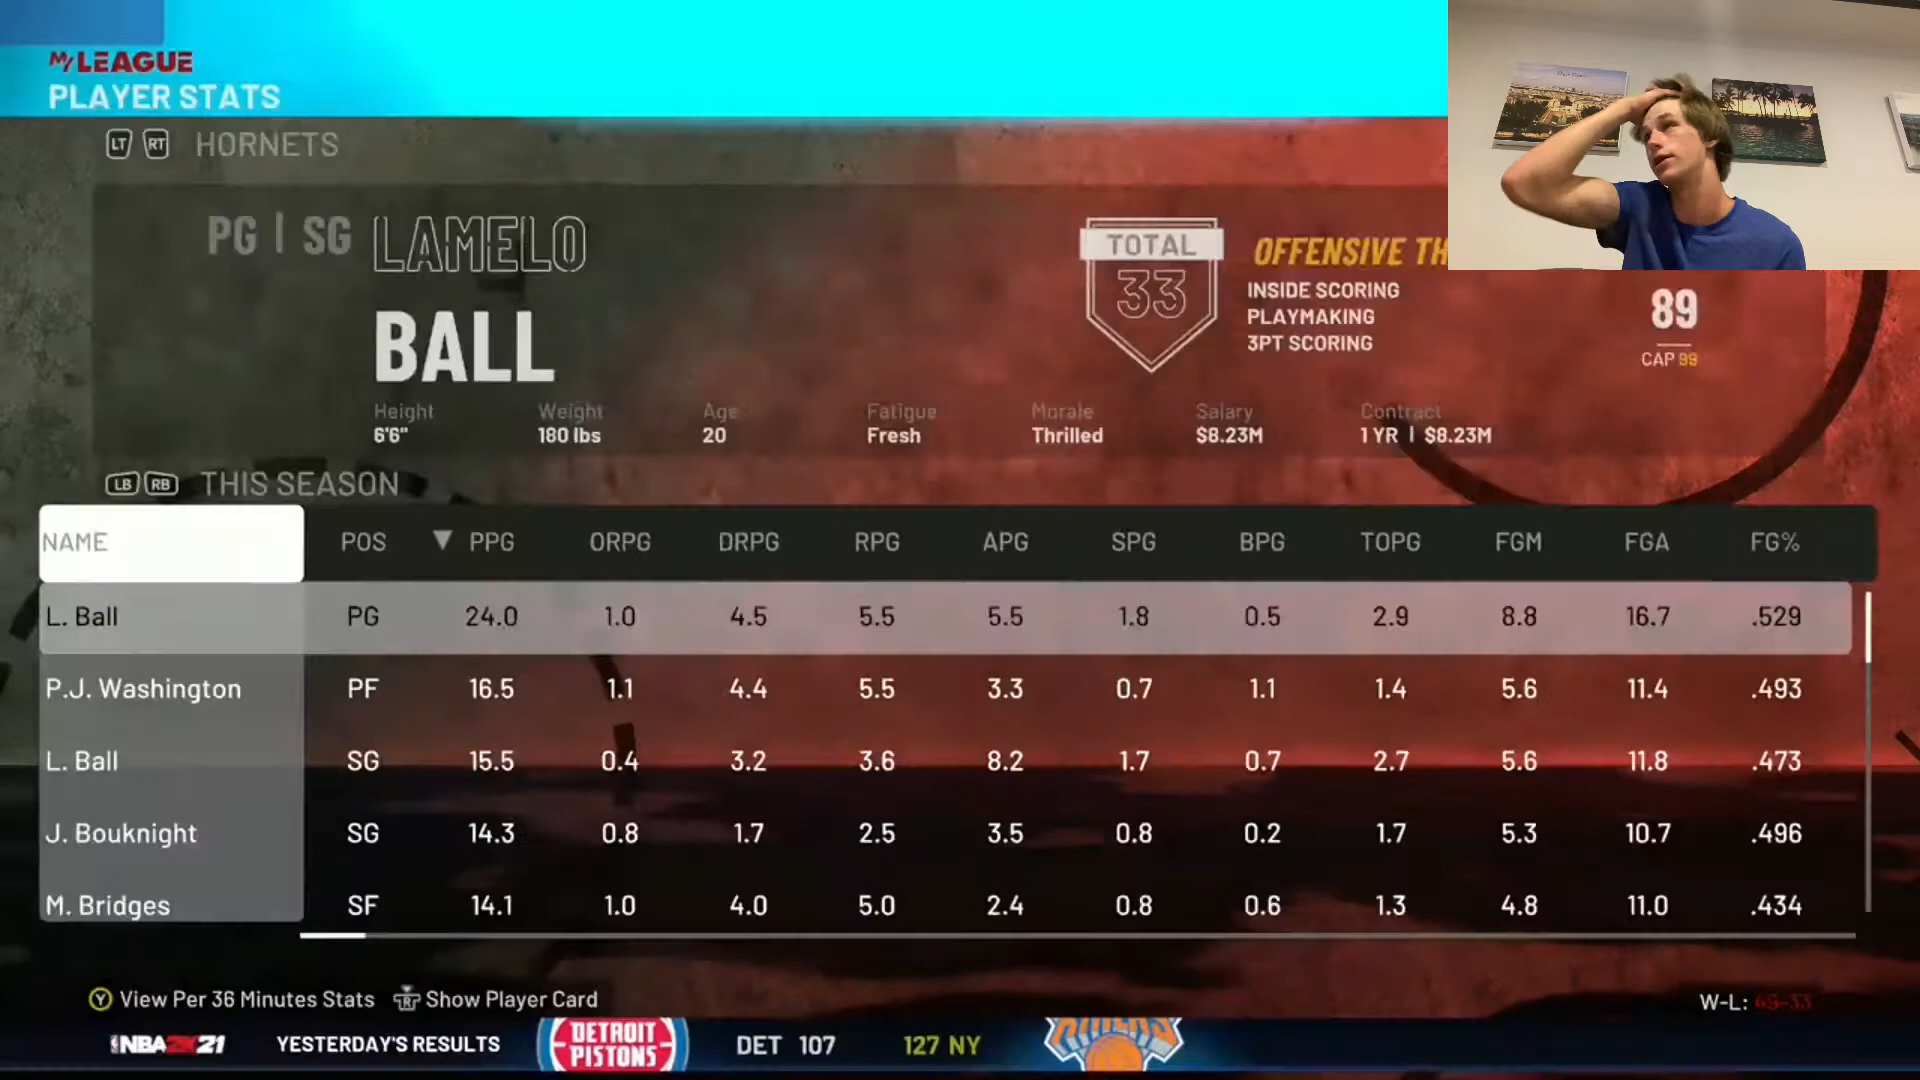 MyLEAGUE
PLAYER STATS
LT RT HORNETS
PG | SG LAMELO
BALL
TOTAL
33
OFFENSIVE TH
INSIDE SCORING
PLAYMAKING
3PT SCORING
89
CAP 99
Height Weight Age Fatigue Morale Salary Contract
6'6" 180 lbs 20 Fresh Thrilled $8.23M 1 YR | $8.23M
LB RB THIS SEASON
NAME POS ▼ PPG ORPG DRPG RPG APG SPG BPG TOPG FGM FGA FG%
L. Ball PG 24.0 1.0 4.5 5.5 5.5 1.8 0.5 2.9 8.8 16.7 .529
P.J. Washington PF 16.5 1.1 4.4 5.5 3.3 0.7 1.1 1.4 5.6 11.4 .493
L. Ball SG 15.5 0.4 3.2 3.6 8.2 1.7 0.7 2.7 5.6 11.8 .473
J. Bouknight SG 14.3 0.8 1.7 2.5 3.5 0.8 0.2 1.7 5.3 10.7 .496
M. Bridges SF 14.1 1.0 4.0 5.0 2.4 0.8 0.6 1.3 4.8 11.0 .434
Y View Per 36 Minutes Stats R Show Player Card
W-L:
NBA 2K21 YESTERDAY'S RESULTS DETROIT PISTONS DET 107 127 NY